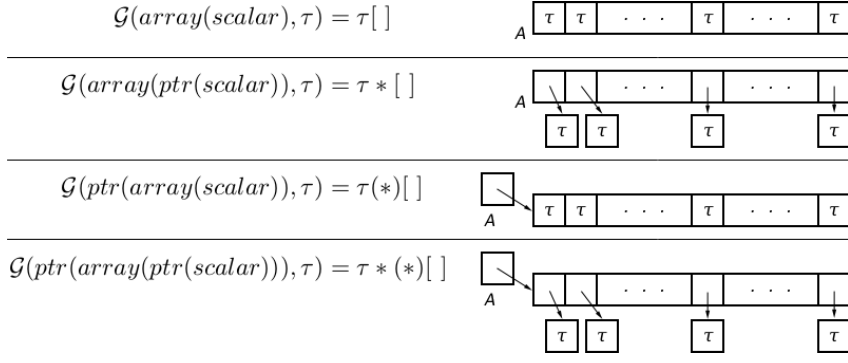 𝒢(array(scalar), τ) = τ[ ]
A τ τ · · · τ · · · τ
𝒢(array(ptr(scalar)), τ) = τ * [ ]
A · · · · · ·
τ τ τ τ
𝒢(ptr(array(scalar)), τ) = τ(*)[ ]
A τ τ · · · τ · · · τ
𝒢(ptr(array(ptr(scalar))), τ) = τ * (*)[ ]
A · · · · · ·
τ τ τ τ